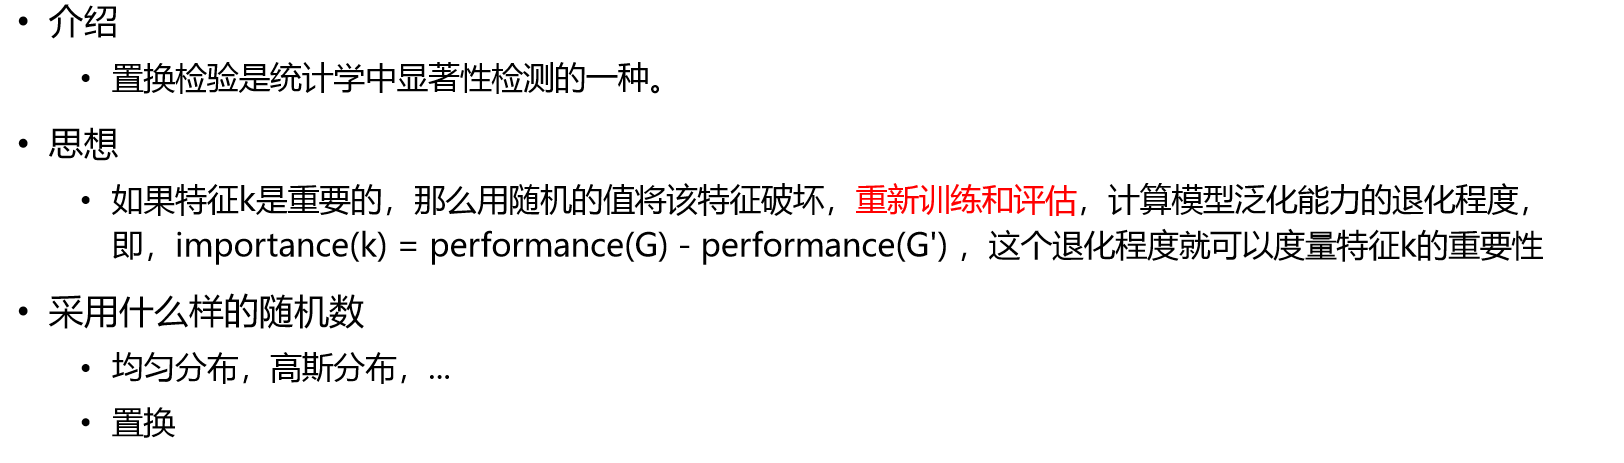 • 介绍
• 置换检验是统计学中显著性检测的一种。
• 思想
• 如果特征k是重要的，那么用随机的值将该特征破坏，重新训练和评估，计算模型泛化能力的退化程度，
即，importance(k) = performance(G) - performance(G') ，这个退化程度就可以度量特征k的重要性
• 采用什么样的随机数
• 均匀分布，高斯分布，...
• 置换